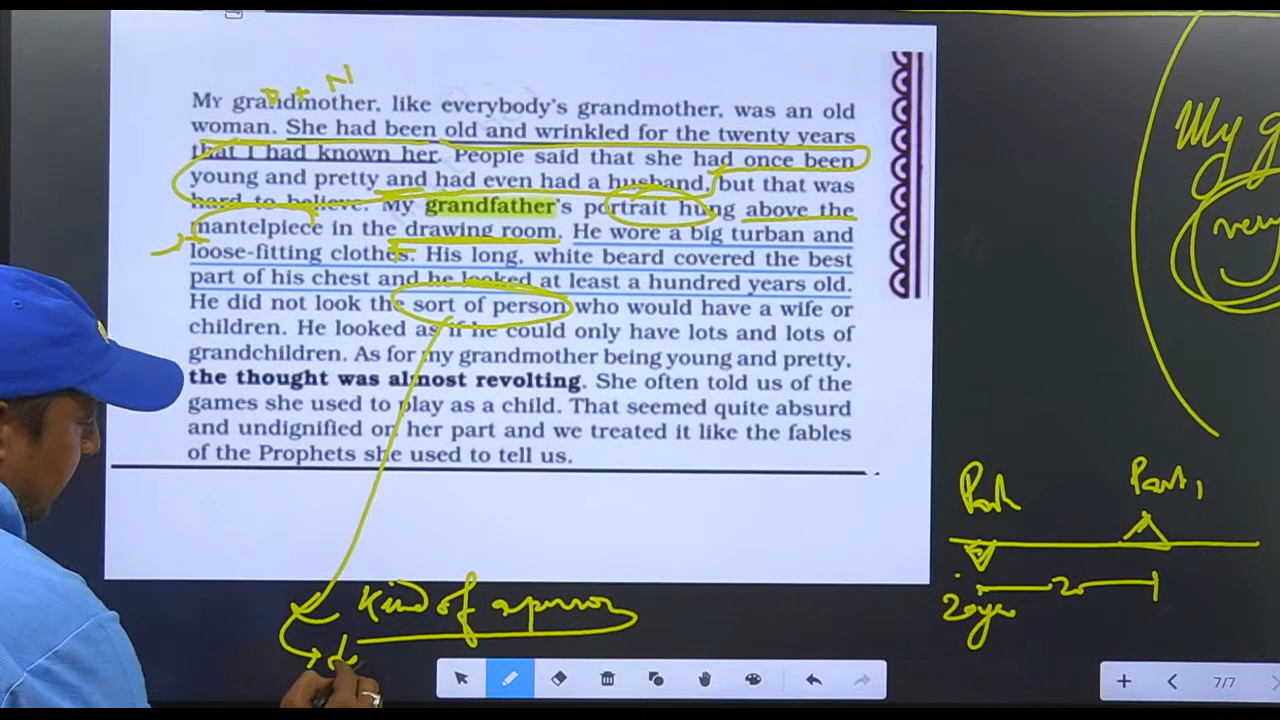 P + N
My grandmother, like everybody's grandmother, was an old
woman. She had been old and wrinkled for the twenty years
that I had known her. People said that she had once been
young and pretty and had even had a husband, but that was
hard to believe. My grandfather's portrait hung above the
mantelpiece in the drawing room. He wore a big turban and
loose-fitting clothes. His long, white beard covered the best
part of his chest and he looked at least a hundred years old.
He did not look the sort of person who would have a wife or
children. He looked as if he could only have lots and lots of
grandchildren. As for my grandmother being young and pretty,
the thought was almost revolting. She often told us of the
games she used to play as a child. That seemed quite absurd
and undignified on her part and we treated it like the fables
of the Prophets she used to tell us.
Kind of a person
My g
very
Past,
20
7/7